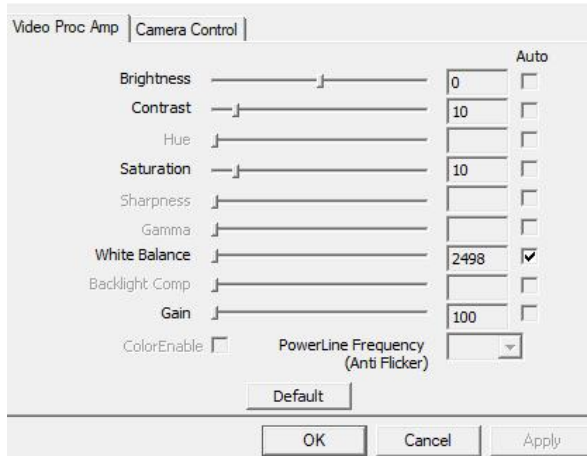 Video Proc Amp Camera Control
Auto
Brightness 0
Contrast 10
Hue
Saturation 10
Sharpness
Gamma
White Balance 2498
Backlight Comp
Gain 100
ColorEnable PowerLine Frequency
(Anti Flicker)
Default
OK Cancel Apply